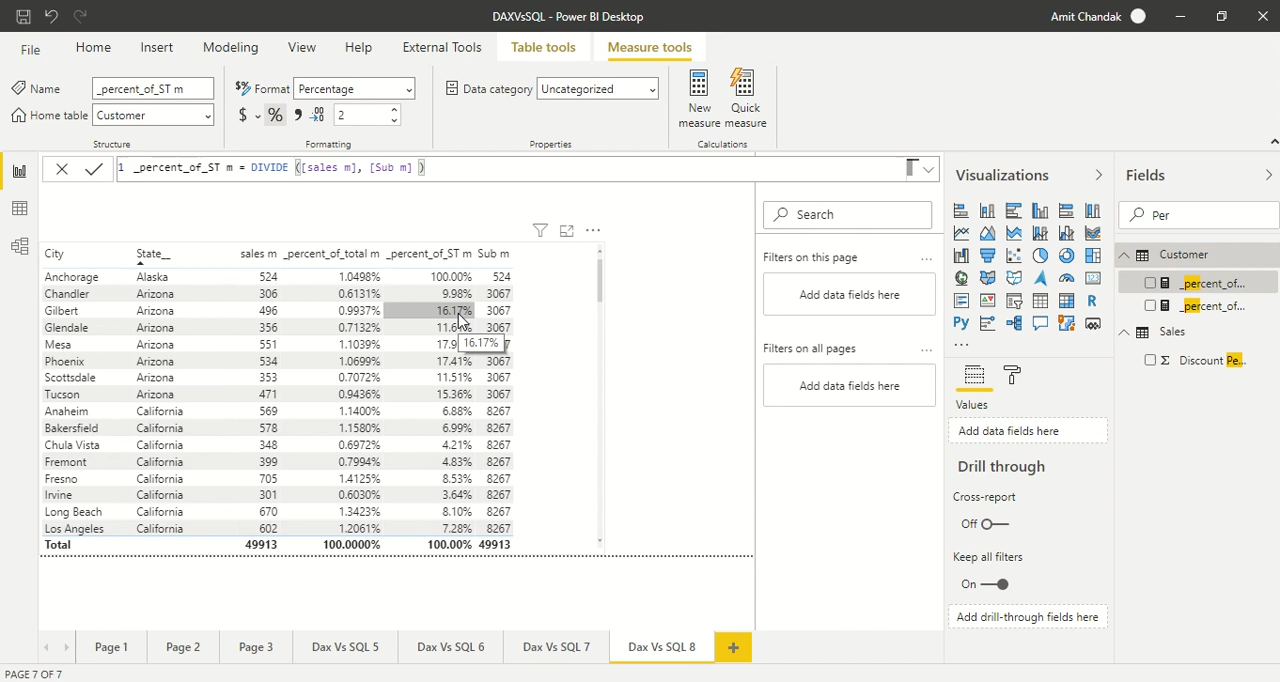 DAXVsSQL - Power BI Desktop
Amit Chandak
File Home Insert Modeling View Help External Tools Table tools Measure tools
Name _percent_of_ST m
Home table Customer
Structure
Format Percentage
$ % 9 .00 2
Formatting
Data category Uncategorized
Properties
New measure
Quick measure
Calculations
1 _percent_of_ST m = DIVIDE ([sales m], [Sub m] )
City State__ sales m _percent_of_total m _percent_of_ST m Sub m
Anchorage Alaska 524 1.0498% 100.00% 524
Chandler Arizona 306 0.6131% 9.98% 3067
Gilbert Arizona 496 0.9937% 16.17% 3067
Glendale Arizona 356 0.7132% 11.6 3067
16.17%
Mesa Arizona 551 1.1039% 17.9 7
Phoenix Arizona 534 1.0699% 17.41% 3067
Scottsdale Arizona 353 0.7072% 11.51% 3067
Tucson Arizona 471 0.9436% 15.36% 3067
Anaheim California 569 1.1400% 6.88% 8267
Bakersfield California 578 1.1580% 6.99% 8267
Chula Vista California 348 0.6972% 4.21% 8267
Fremont California 399 0.7994% 4.83% 8267
Fresno California 705 1.4125% 8.53% 8267
Irvine California 301 0.6030% 3.64% 8267
Long Beach California 670 1.3423% 8.10% 8267
Los Angeles California 602 1.2061% 7.28% 8267
Total 49913 100.0000% 100.00% 49913
Search
Filters on this page ...
Add data fields here
Filters on all pages ...
Add data fields here
Visualizations
R
Py
...
Values
Add data fields here
Drill through
Cross-report
Off
Keep all filters
On
Add drill-through fields here
Fields
Per
Customer
_percent_of...
_percent_of...
Sales
Σ Discount Pe...
Page 1 Page 2 Page 3 Dax Vs SQL 5 Dax Vs SQL 6 Dax Vs SQL 7 Dax Vs SQL 8 +
PAGE 7 OF 7